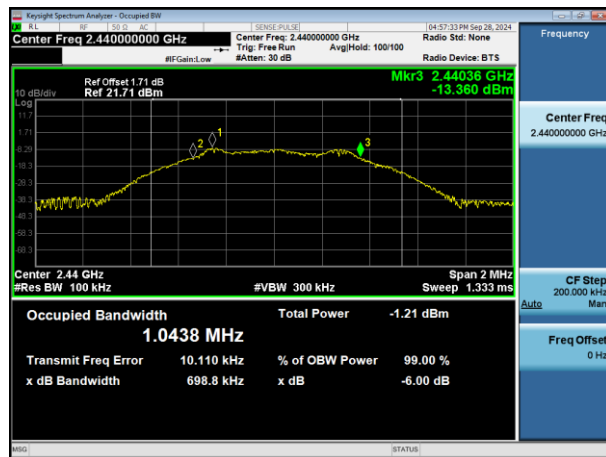 Keysight Spectrum Analyzer - Occupied BW
RL RF 50 Ω AC SENSE:PULSE 04:57:33 PM Sep 28, 2024
Center Freq 2.440000000 GHz
Center Freq: 2.440000000 GHz
Radio Std: None
Trig: Free Run
Avg|Hold: 100/100
#IFGain:Low
#Atten: 30 dB
Radio Device: BTS
Ref Offset 1.71 dB
Mkr3 2.44036 GHz
10 dB/div
Ref 21.71 dBm
-13.360 dBm
Log
11.7
1.71
-8.29
-18.3
-28.3
-38.3
-48.3
-58.3
-68.3
1
2
3
Center 2.44 GHz
Span 2 MHz
#Res BW 100 kHz
#VBW 300 kHz
Sweep 1.333 ms
Occupied Bandwidth
Total Power
-1.21 dBm
1.0438 MHz
Transmit Freq Error
10.110 kHz
% of OBW Power
99.00 %
x dB Bandwidth
698.8 kHz
x dB
-6.00 dB
Frequency
Center Freq
2.440000000 GHz
CF Step
200.000 kHz
Auto Man
Freq Offset
0 Hz
MSG
STATUS